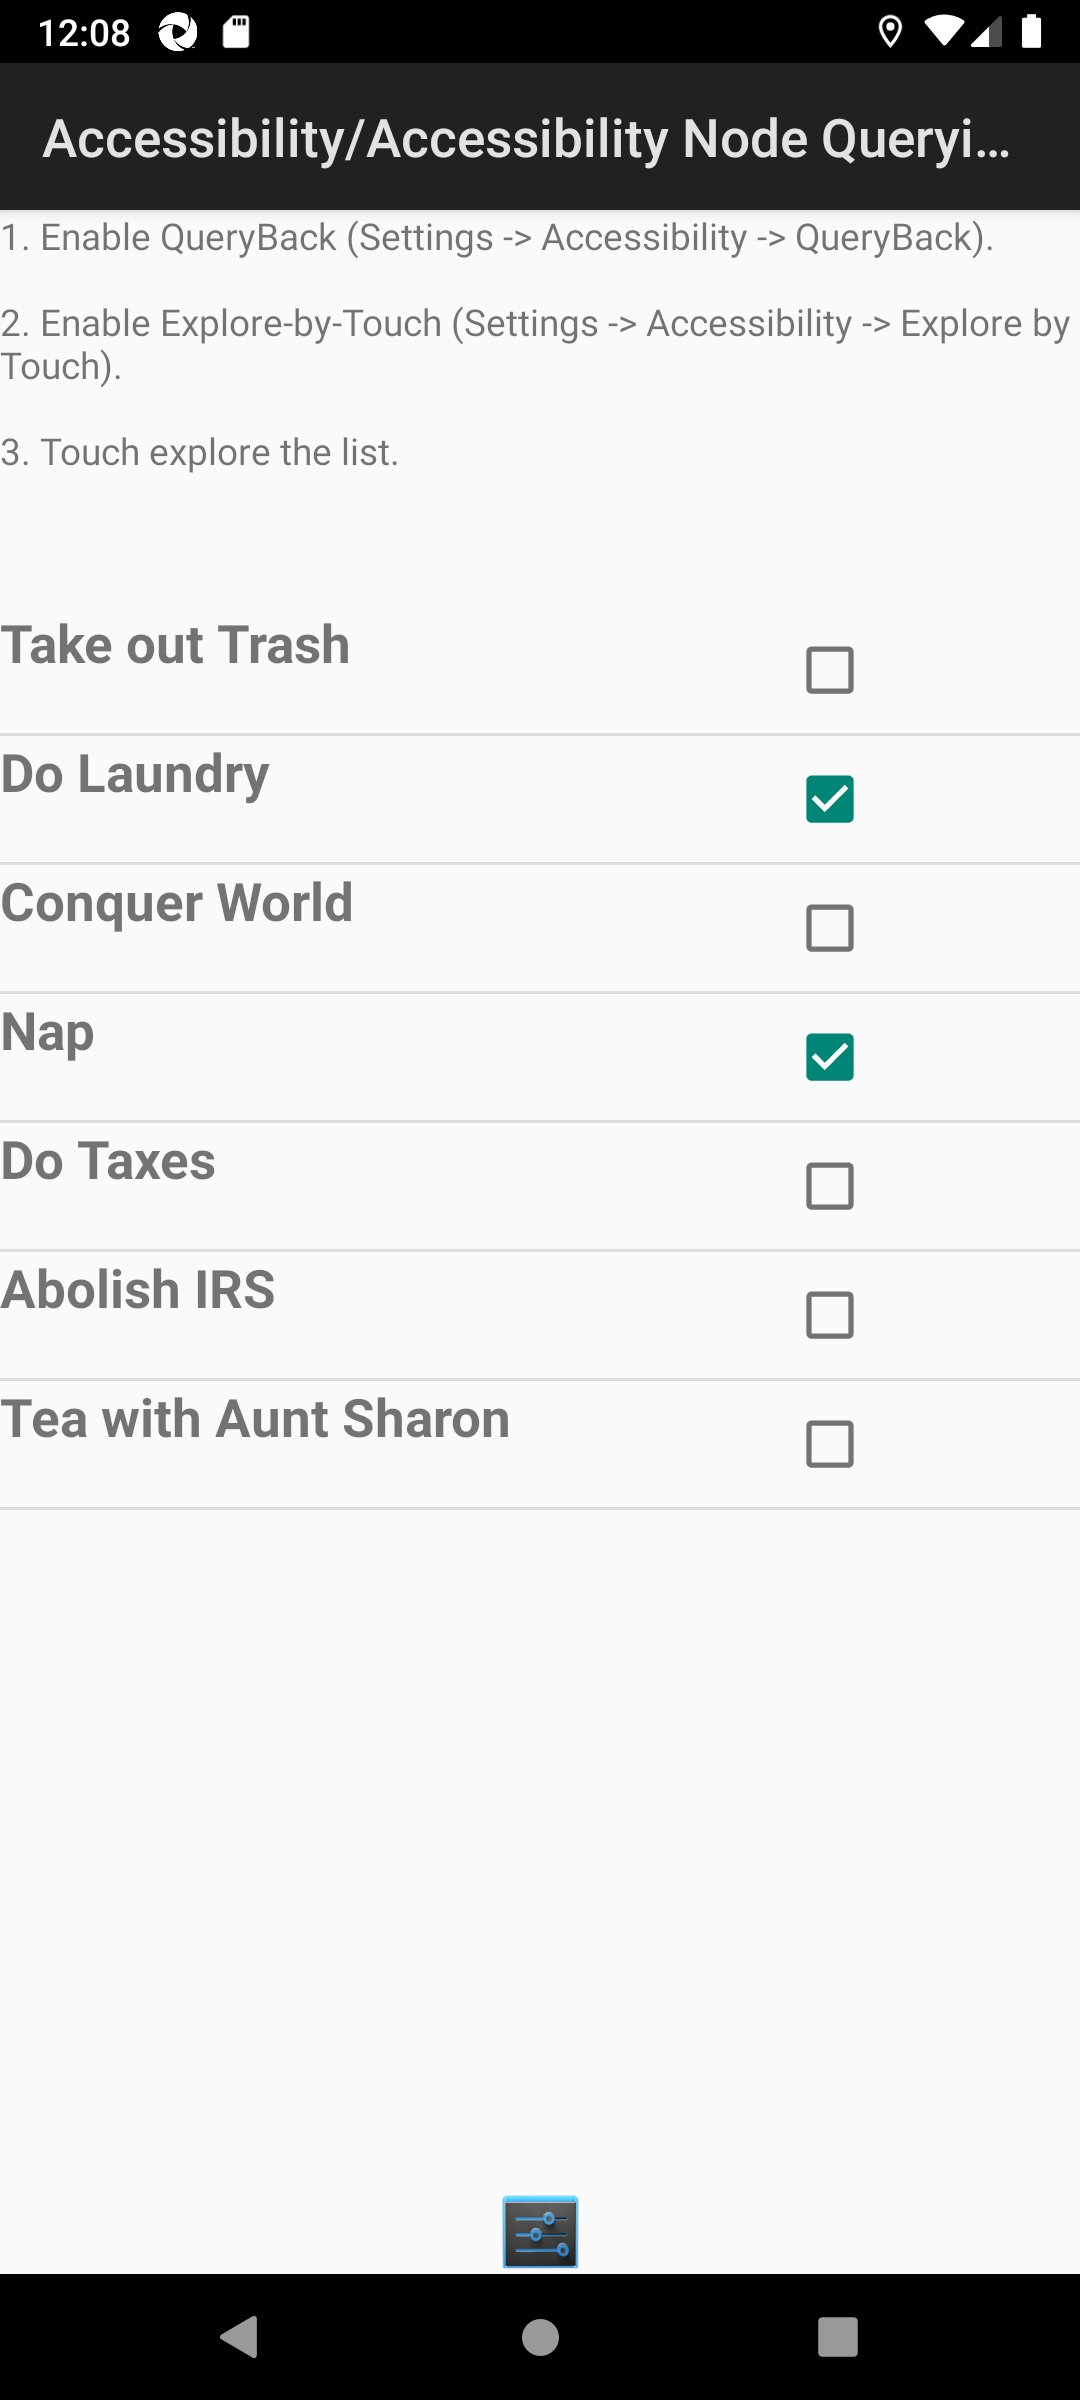 12:08
Accessibility/Accessibility Node Queryi...
1. Enable QueryBack (Settings -> Accessibility -> QueryBack).
2. Enable Explore-by-Touch (Settings -> Accessibility -> Explore by
Touch).
3. Touch explore the list.
Take out Trash
Do Laundry
Conquer World
Nap
Do Taxes
Abolish IRS
Tea with Aunt Sharon